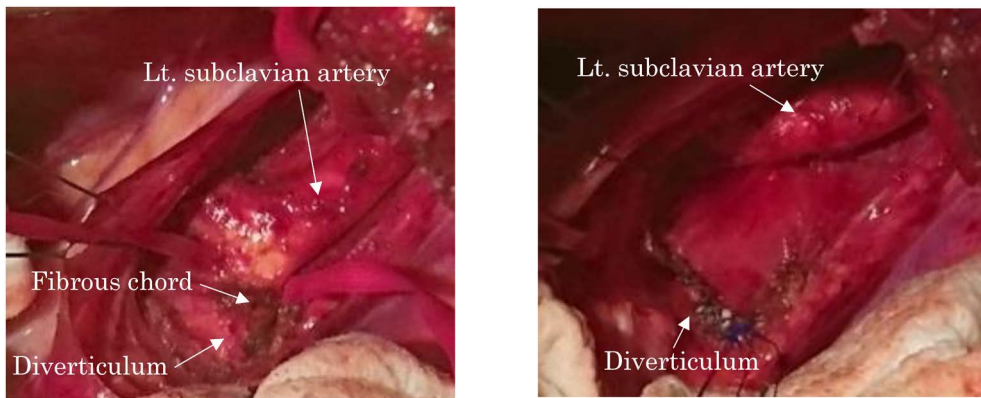 Lt. subclavian artery
Fibrous chord
Diverticulum
Lt. subclavian artery
Diverticulum